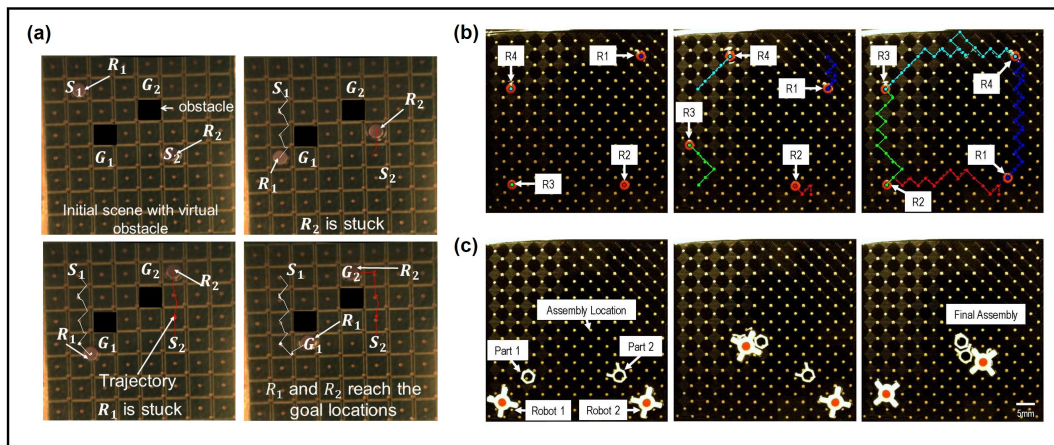 (a)
S1
R1
G2
obstacle
R2
G1
S2
Initial scene with virtual
obstacle
S1
G2
R2
G1
R1
S2
R2 is stuck
S1
G2
R2
R1
G1
S2
Trajectory
R1 is stuck
S1
G2
R2
R1
G1
S2
R1 and R2 reach the
goal locations
(b)
R4
R1
R2
R3
R4
R1
R3
R2
R3
R4
R1
R2
(c)
Assembly Location
Part 1
Part 2
Robot 1
Robot 2
Final Assembly
5mm